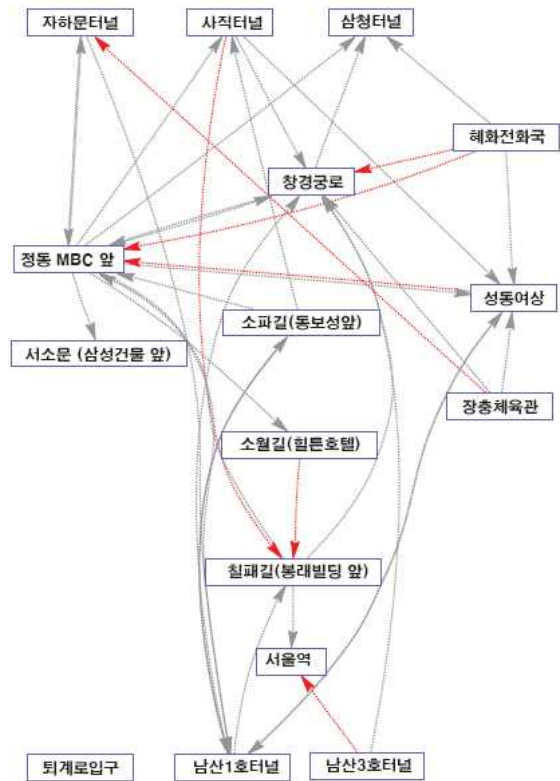 자하문터널
사직터널
삼청터널
혜화전화국
창경궁로
정동 MBC 앞
성동여상
소파길(동보성앞)
서소문 (삼성건물 앞)
장충체육관
소월길(힐튼호텔)
칠패길(봉래빌딩 앞)
서울역
퇴계로입구
남산1호터널
남산3호터널